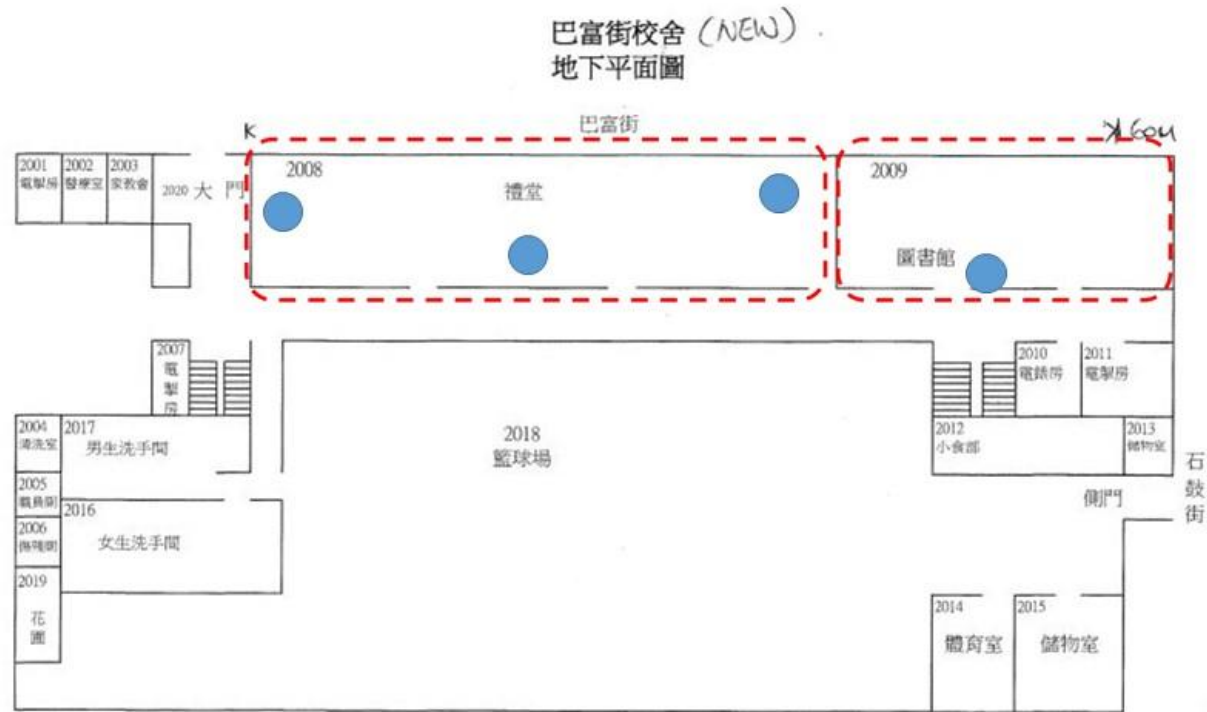 巴富街校舍 (NEW)
地下平面圖
K
巴富街
60M
2001
電掣房
2002
醫療室
2003
家教會
2020 大門
2008
禮堂
2009
圖書館
2007
電掣房
2010
電錶房
2011
電掣房
2004
清洗室
2017
男生洗手間
2018
籃球場
2012
小食部
2013
儲物室
2005
職員廁
2016
女生洗手間
2006
傷殘廁
側門
石鼓街
2019
花圃
2014
體育室
2015
儲物室